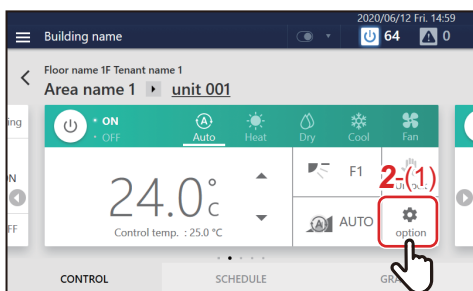 2020/06/12 Fri. 14:59
Building name
64
0
Floor name 1F Tenant name 1
Area name 1 unit 001
ing
ON
OFF
Auto
Heat
Dry
Cool
Fan
N
FF
24.0°c
Control temp. : 25.0 °C
F1
2-(1)
AUTO
option
CONTROL
SCHEDULE